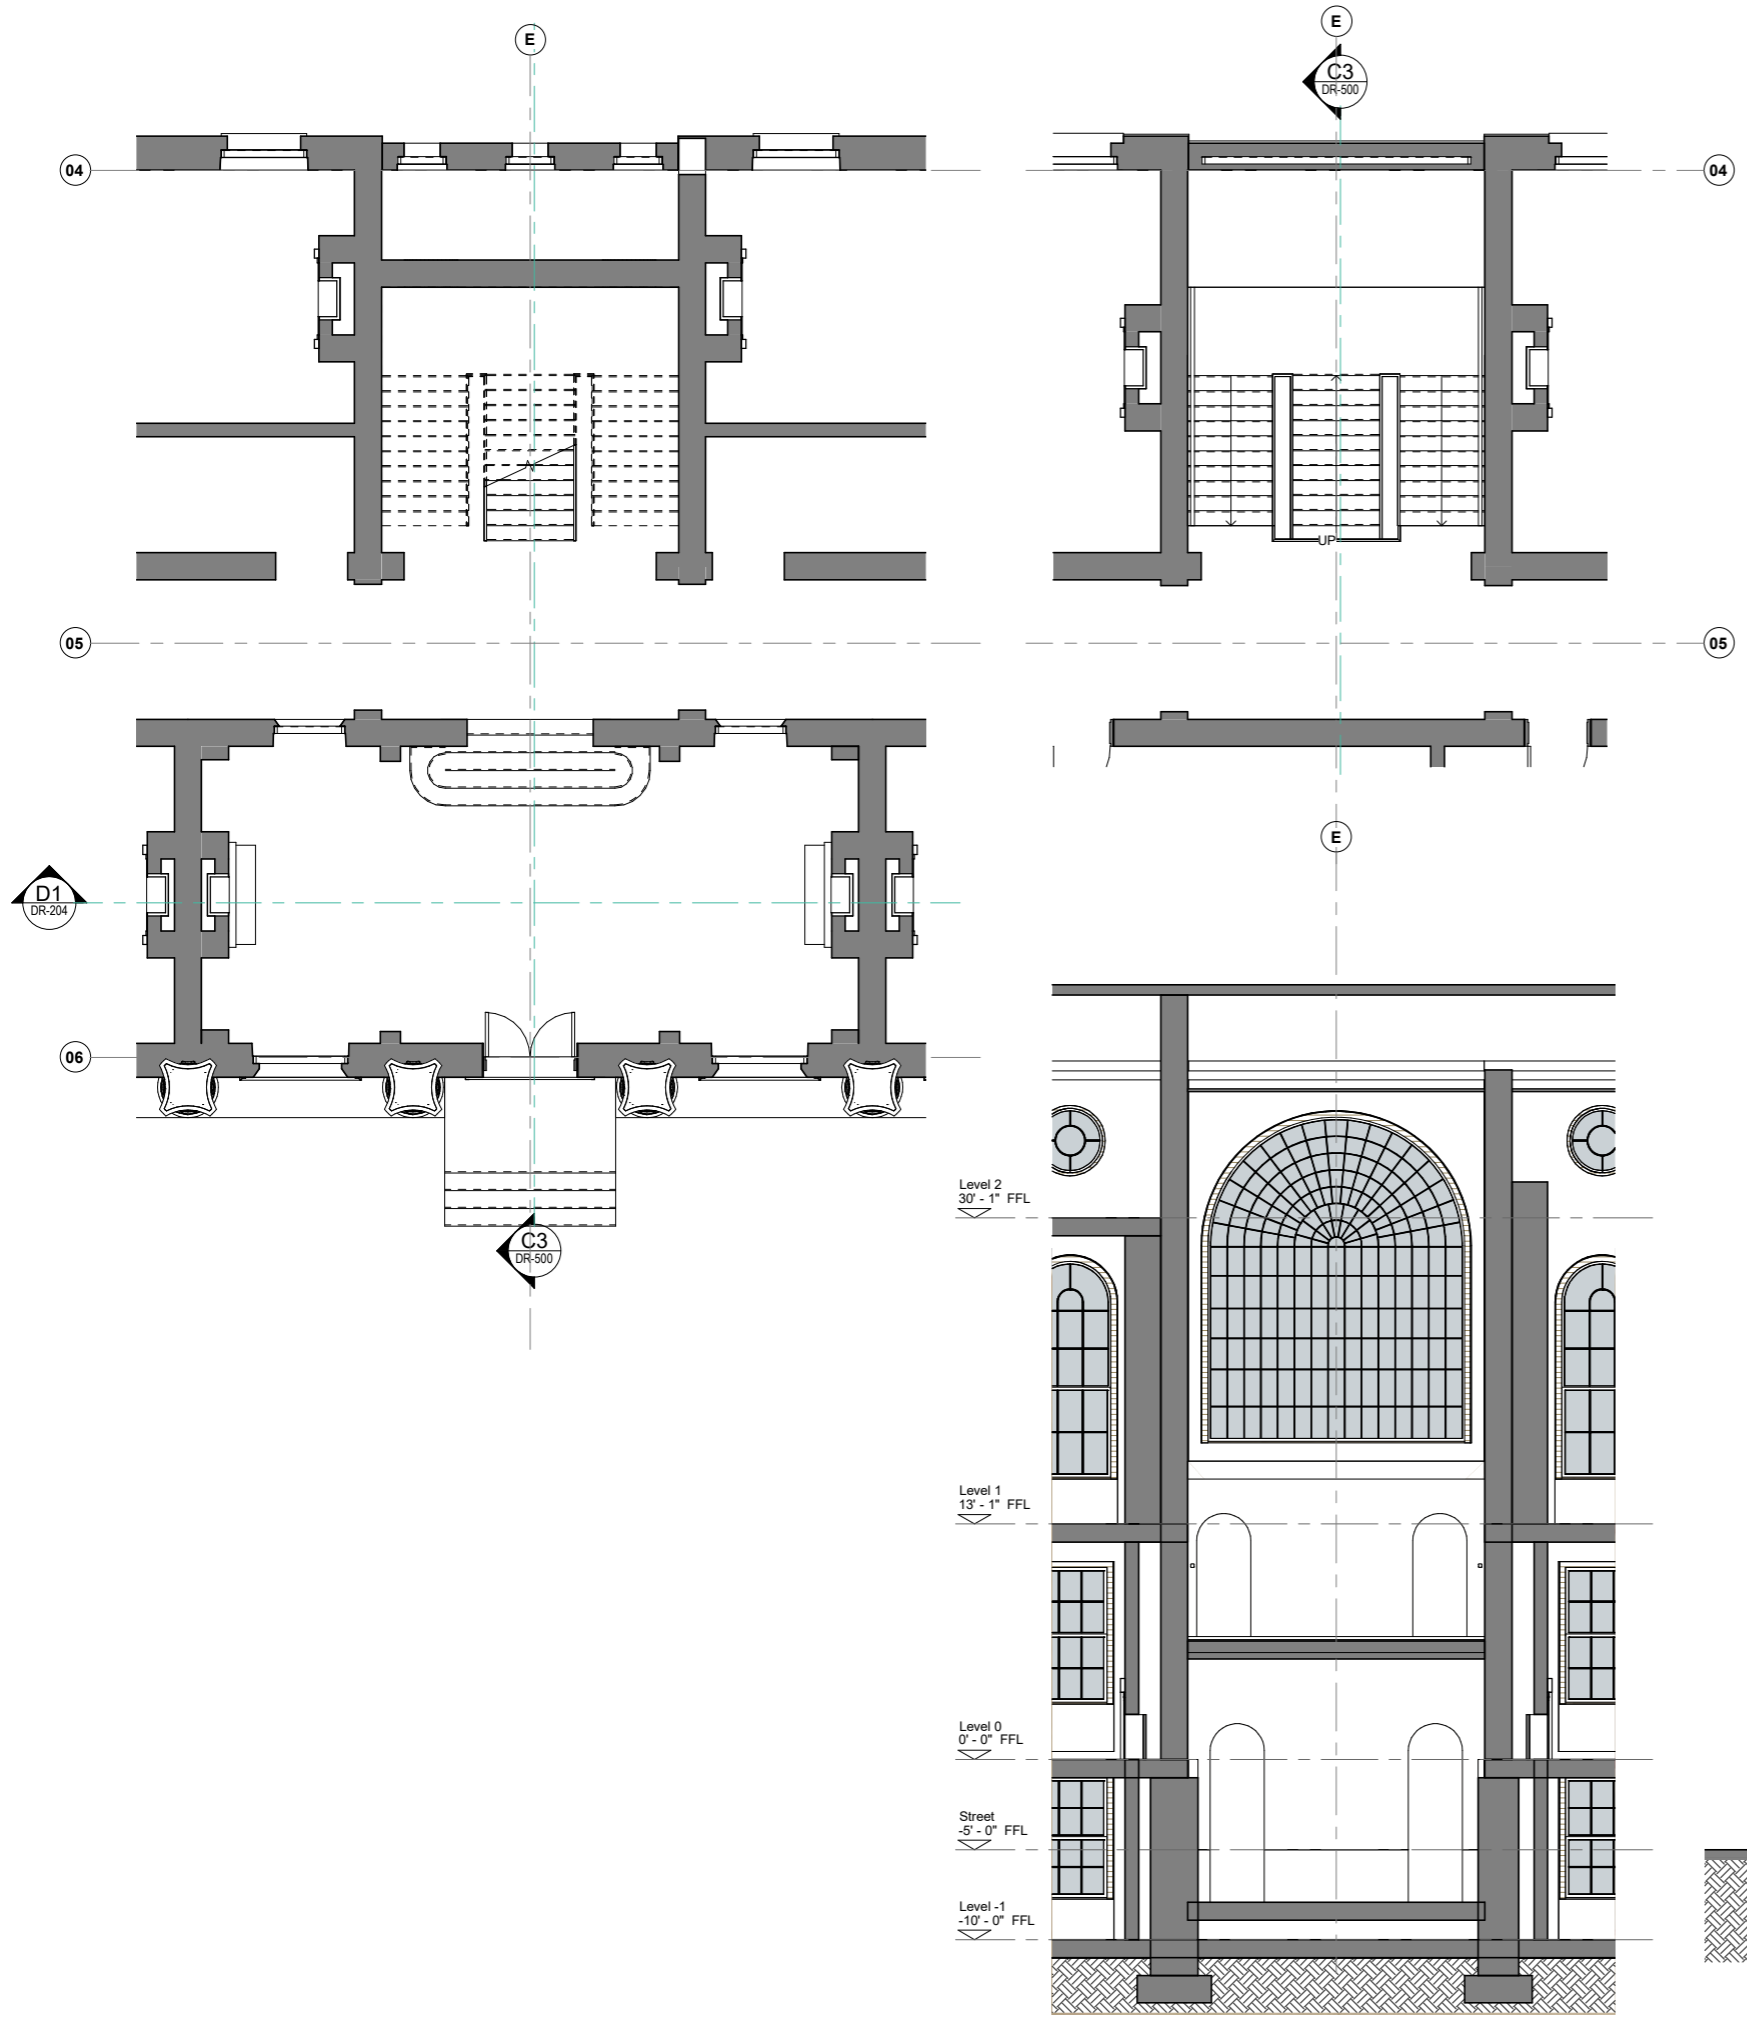 E
E
C3
DR-500
04
04
UP
05
05
E
D1
DR-204
06
Level 2
30' - 1" FFL
C3
DR-500
Level 1
13' - 1" FFL
Level 0
0' - 0" FFL
Street
-5' - 0" FFL
Level -1
-10' - 0" FFL